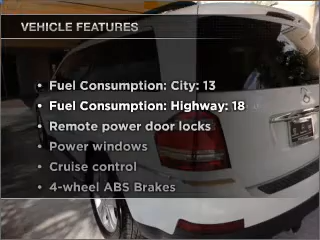 VEHICLE FEATURES
• Fuel Consumption: City: 13
• Fuel Consumption: Highway: 18
• Remote power door locks
• Power windows
• Cruise control
• 4-wheel ABS Brakes